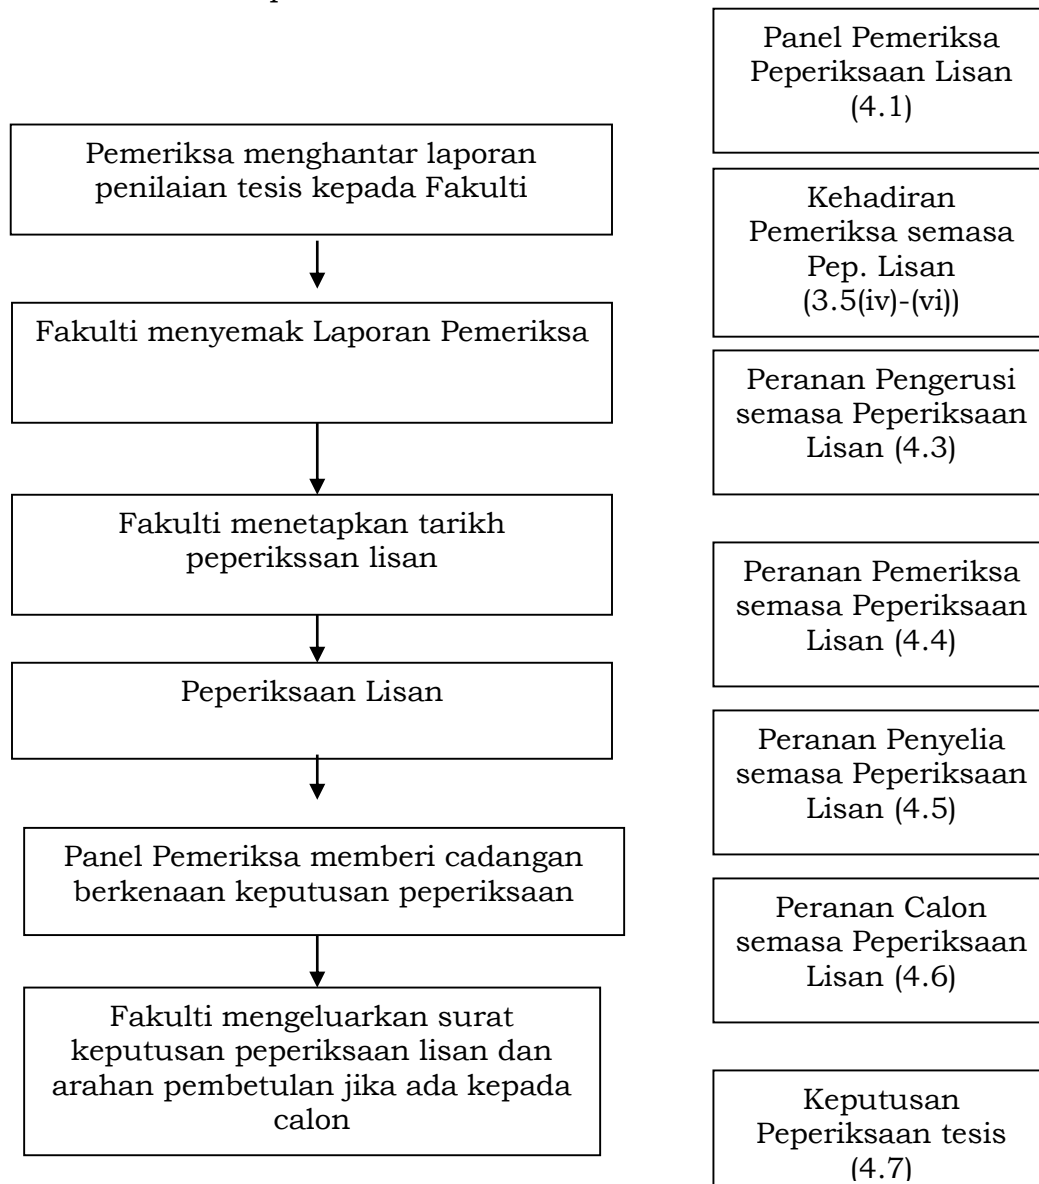 Pemeriksa menghantar laporan
penilaian tesis kepada Fakulti
Fakulti menyemak Laporan Pemeriksa
Fakulti menetapkan tarikh
peperikssan lisan
Peperiksaan Lisan
Panel Pemeriksa memberi cadangan
berkenaan keputusan peperiksaan
Fakulti mengeluarkan surat
keputusan peperiksaan lisan dan
arahan pembetulan jika ada kepada
calon
Panel Pemeriksa
Peperiksaan Lisan
(4.1)
Kehadiran
Pemeriksa semasa
Pep. Lisan
(3.5(iv)-(vi))
Peranan Pengerusi
semasa Peperiksaan
Lisan (4.3)
Peranan Pemeriksa
semasa Peperiksaan
Lisan (4.4)
Peranan Penyelia
semasa Peperiksaan
Lisan (4.5)
Peranan Calon
semasa Peperiksaan
Lisan (4.6)
Keputusan
Peperiksaan tesis
(4.7)